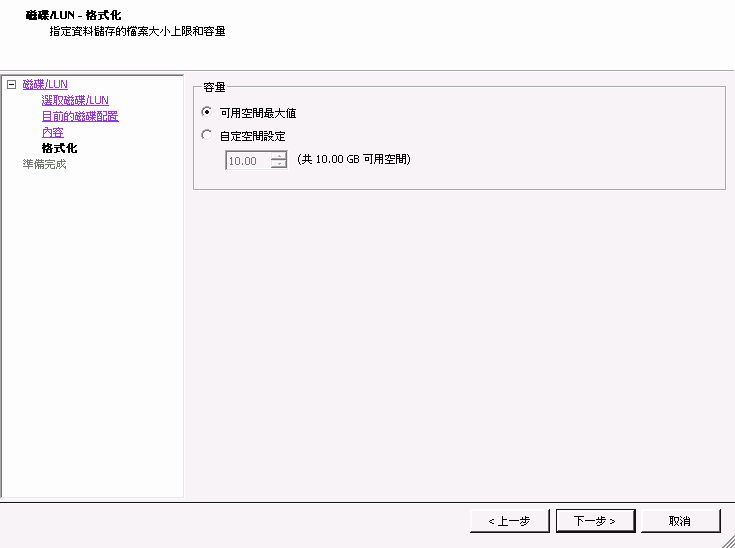 磁碟/LUN - 格式化
指定資料儲存的檔案大小上限和容量
磁碟/LUN
選取磁碟/LUN
目前的磁碟配置
內容
格式化
準備完成
容量
可用空間最大值
自定空間設定
10.00 (共 10.00 GB 可用空間)
< 上一步 下一步 > 取消